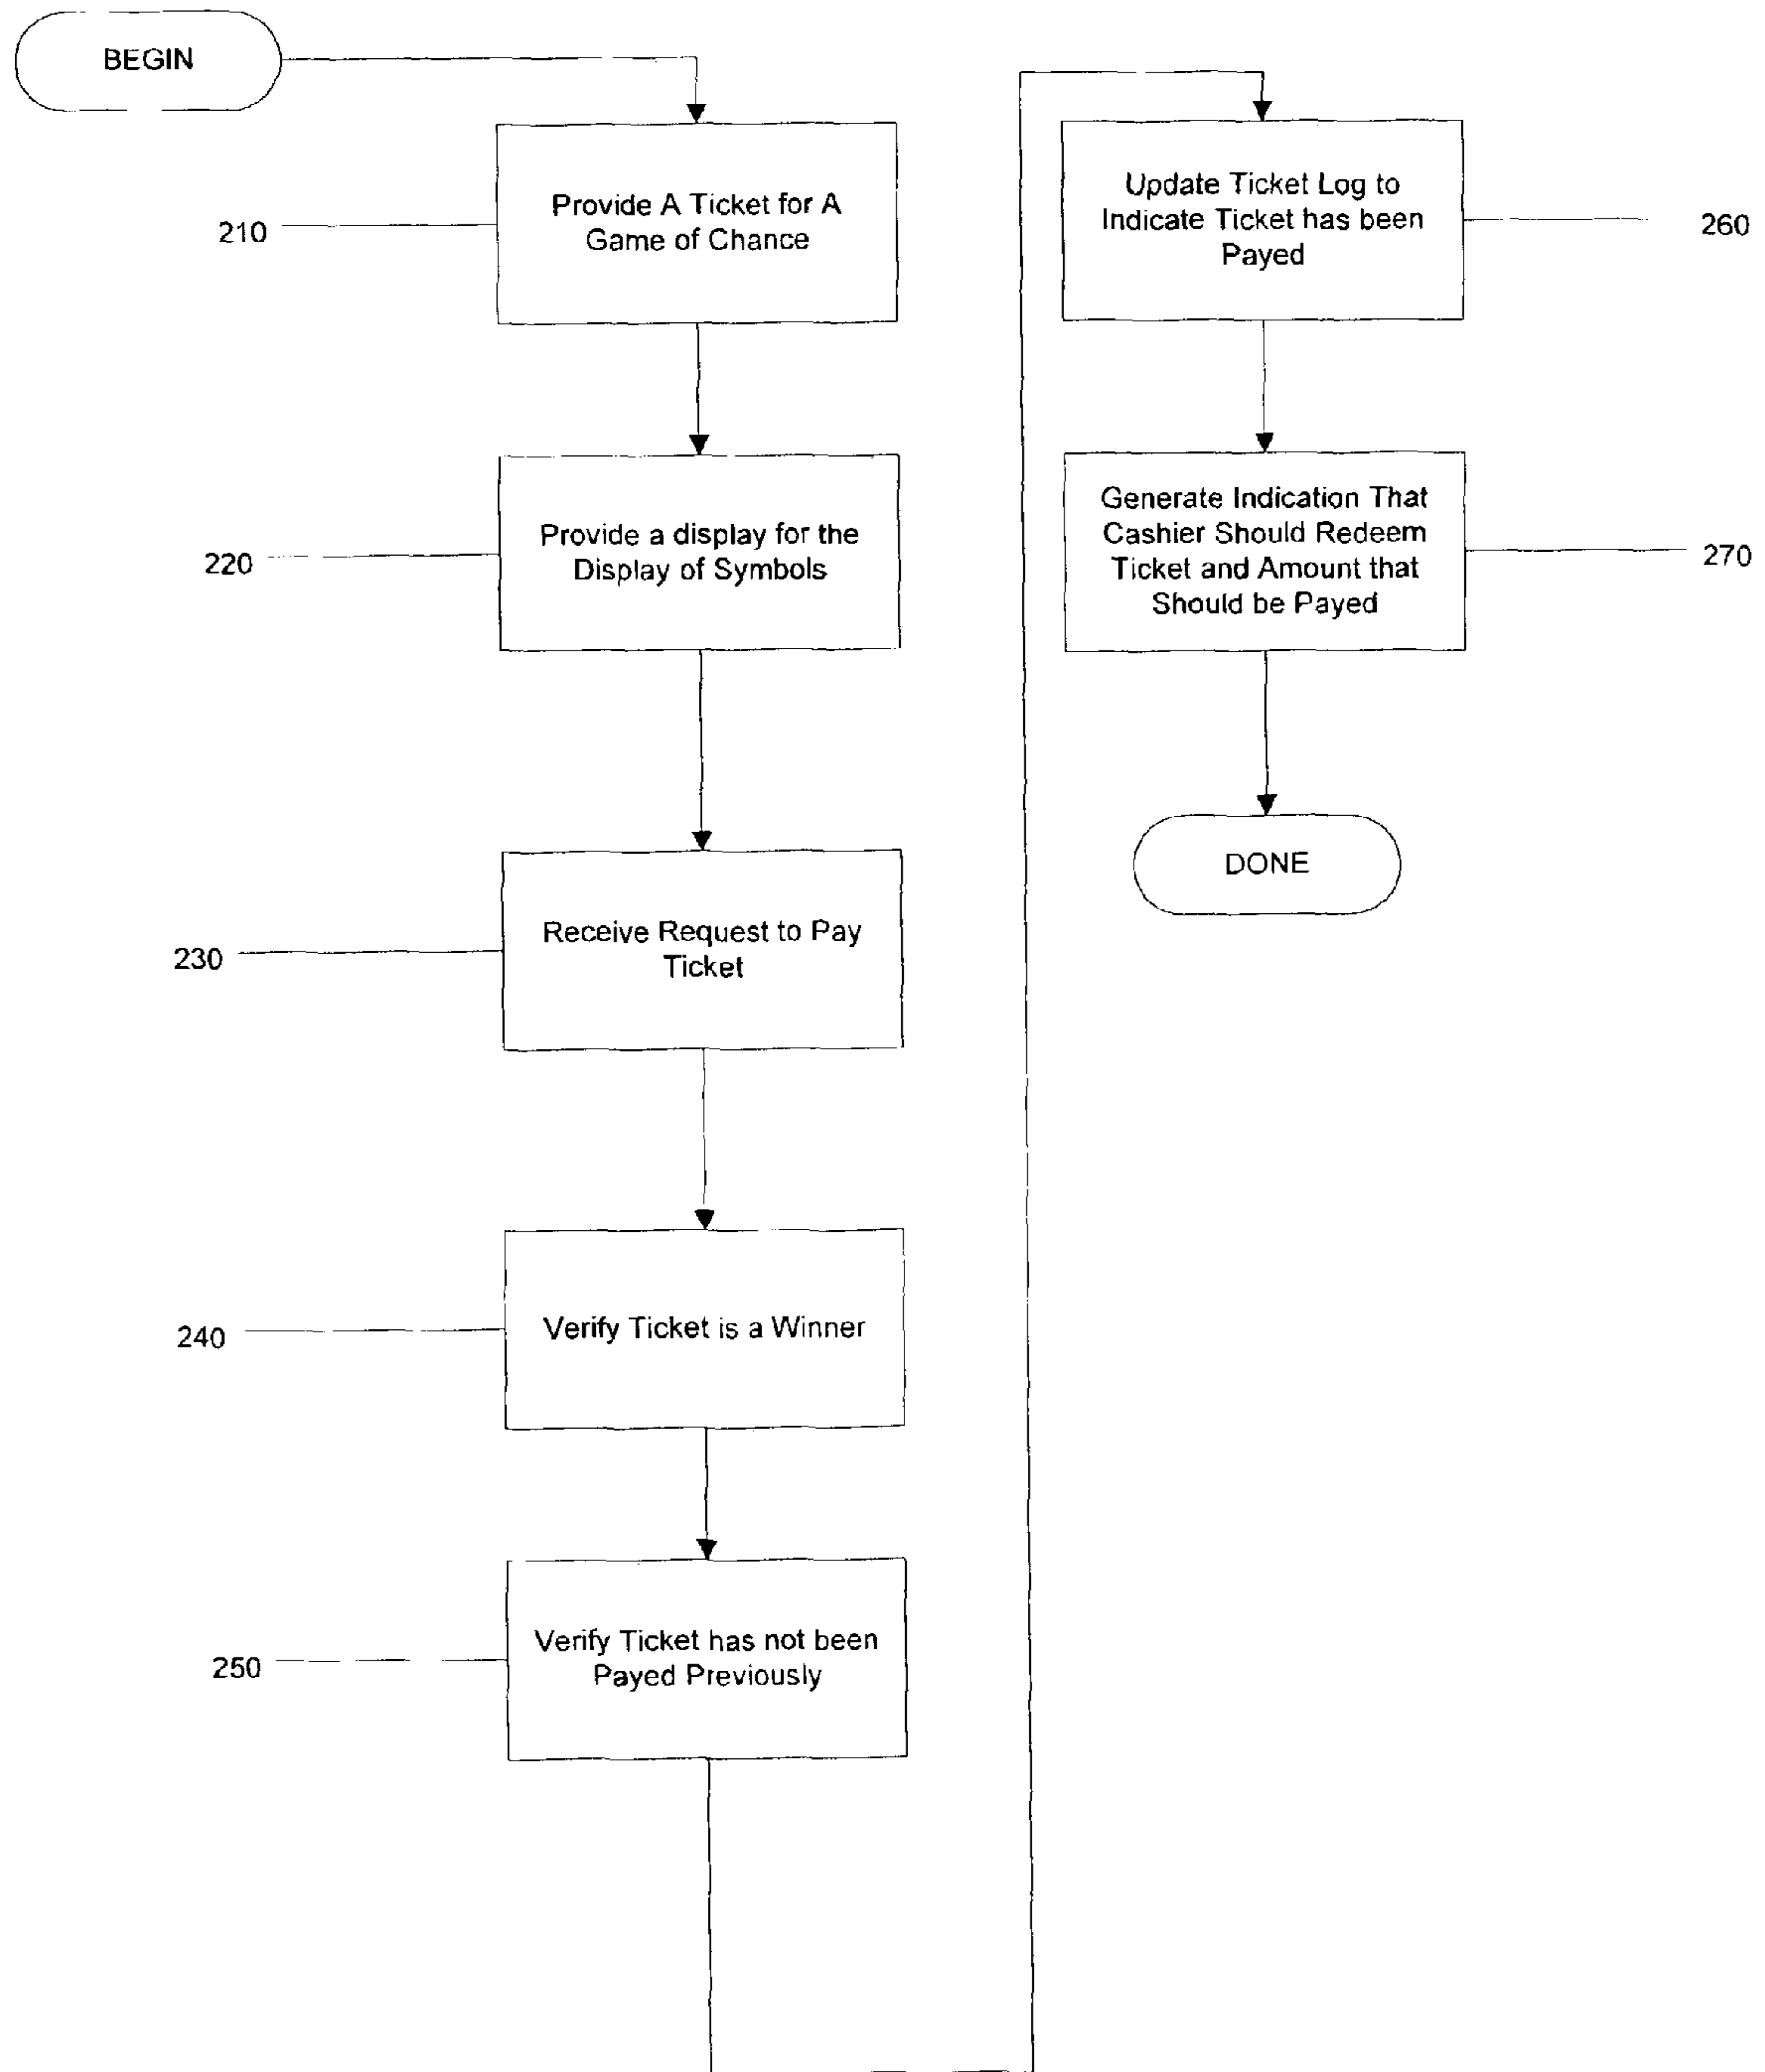 BEGIN
210
Provide A Ticket for A
Game of Chance
220
Provide a display for the
Display of Symbols
230
Receive Request to Pay
Ticket
240
Verify Ticket is a Winner
250
Verify Ticket has not been
Payed Previously
Update Ticket Log to
Indicate Ticket has been
Payed
260
Generate Indication That
Cashier Should Redeem
Ticket and Amount that
Should be Payed
270
DONE